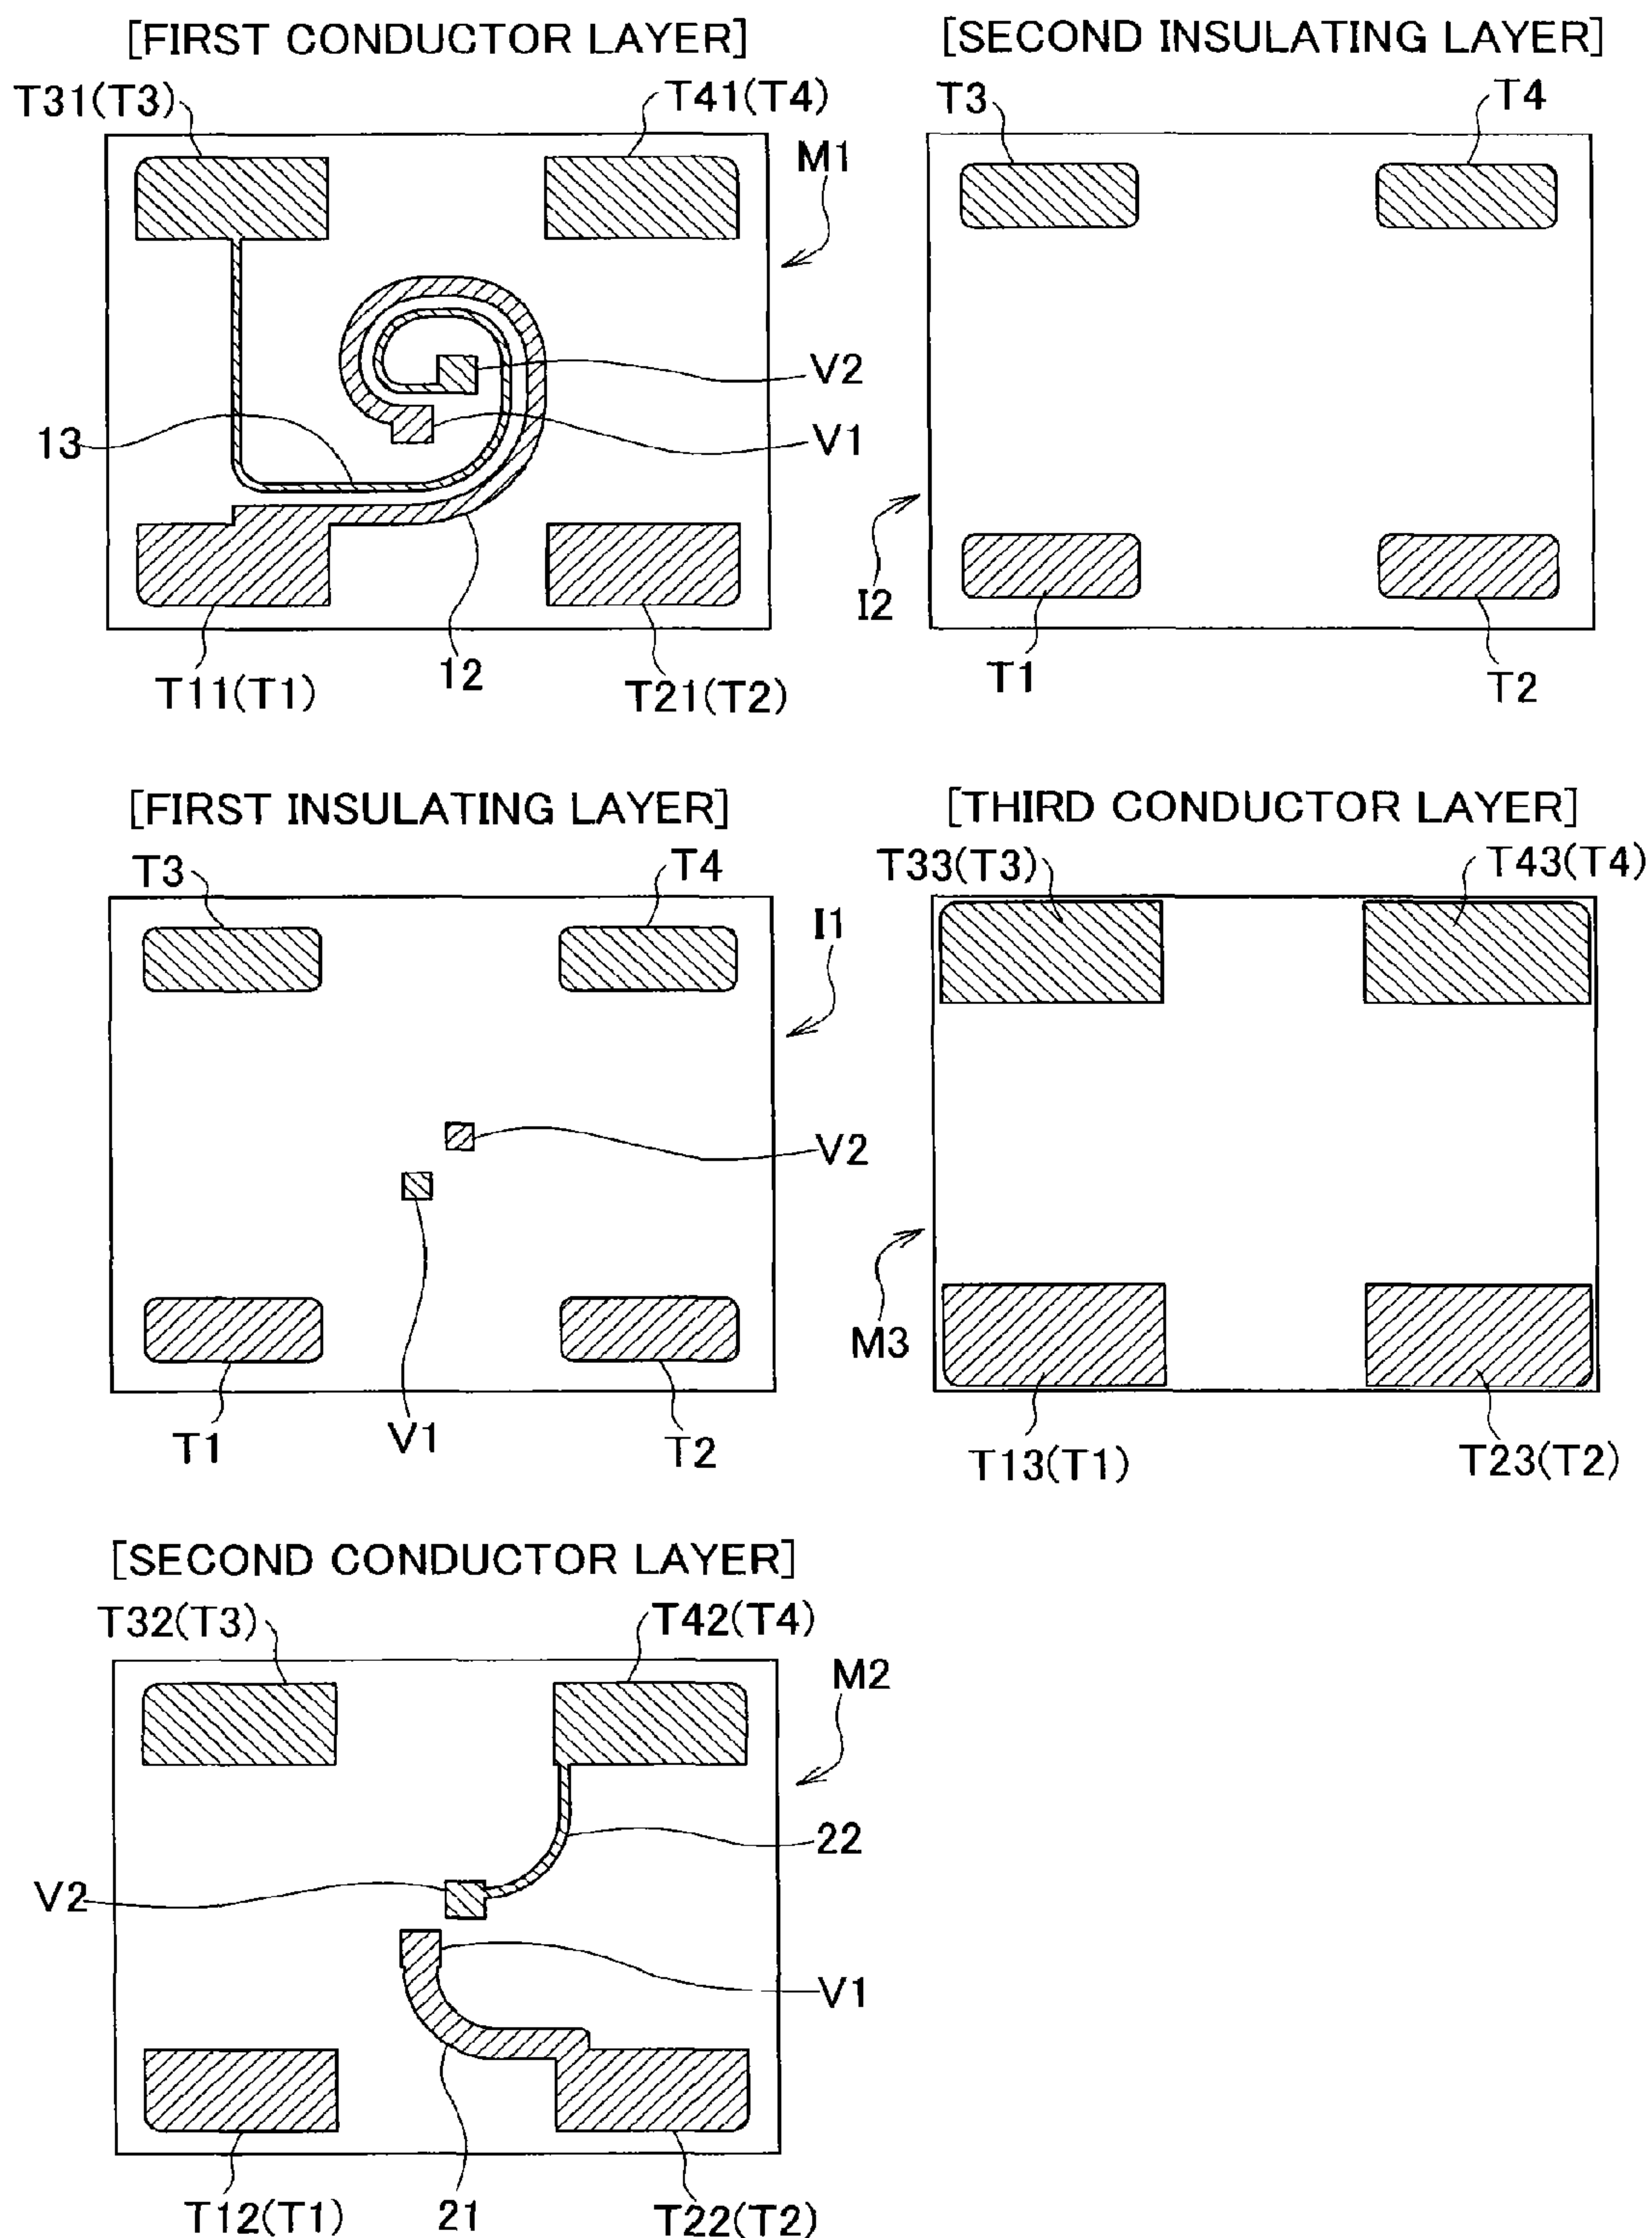 [FIRST CONDUCTOR LAYER]
T31(T3)
T41(T4)
M1
V2
V1
13
12
T11(T1)
T21(T2)
[SECOND INSULATING LAYER]
T3
T4
I2
T1
T2
[FIRST INSULATING LAYER]
T3
T4
I1
V2
V1
T1
T2
[THIRD CONDUCTOR LAYER]
T33(T3)
T43(T4)
M3
T13(T1)
T23(T2)
[SECOND CONDUCTOR LAYER]
T32(T3)
T42(T4)
M2
22
V2
V1
T12(T1)
21
T22(T2)